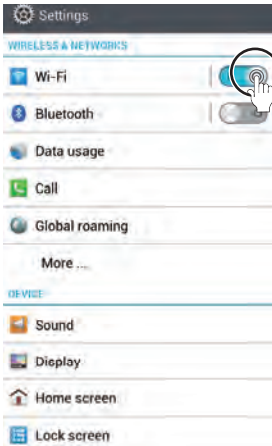 Settings
WIRELESS & NETWORKS
Wi-Fi
Bluetooth
Data usage
Call
Global roaming
More ...
DEVICE
Sound
Display
Home screen
Lock screen